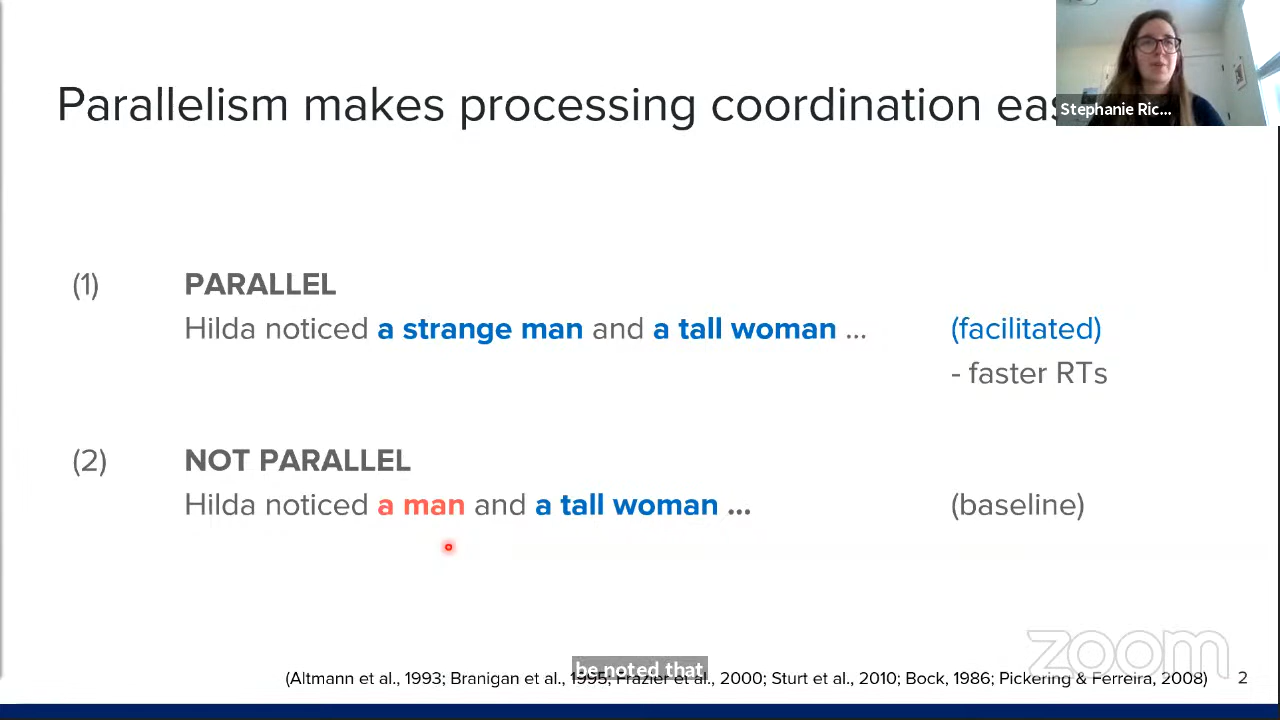 Parallelism makes processing coordination eas
Stephanie Ric...
(1) PARALLEL
Hilda noticed a strange man and a tall woman ... (facilitated)
- faster RTs
(2) NOT PARALLEL
Hilda noticed a man and a tall woman ... (baseline)
zoom
be noted that
(Altmann et al., 1993; Branigan et al., 1995; Frazier et al., 2000; Sturt et al., 2010; Bock, 1986; Pickering & Ferreira, 2008) 2